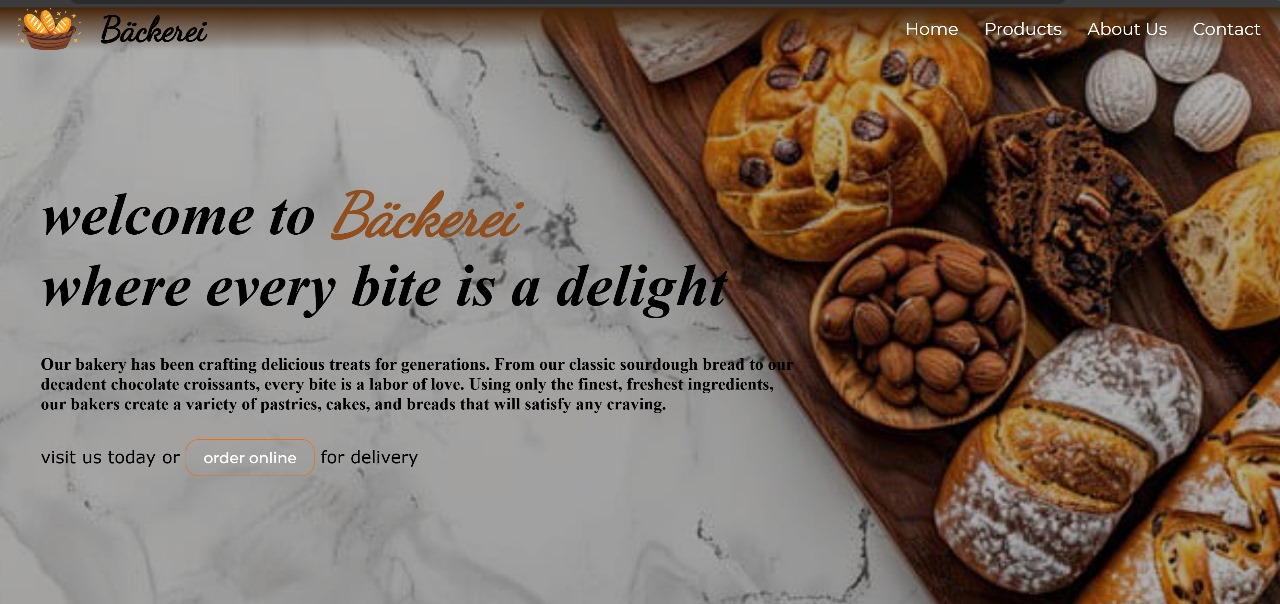 Bäckerei
Home Products About Us Contact
welcome to Bäckerei
where every bite is a delight
Our bakery has been crafting delicious treats for generations. From our classic sourdough bread to our
decadent chocolate croissants, every bite is a labor of love. Using only the finest, freshest ingredients,
our bakers create a variety of pastries, cakes, and breads that will satisfy any craving.
visit us today or order online for delivery